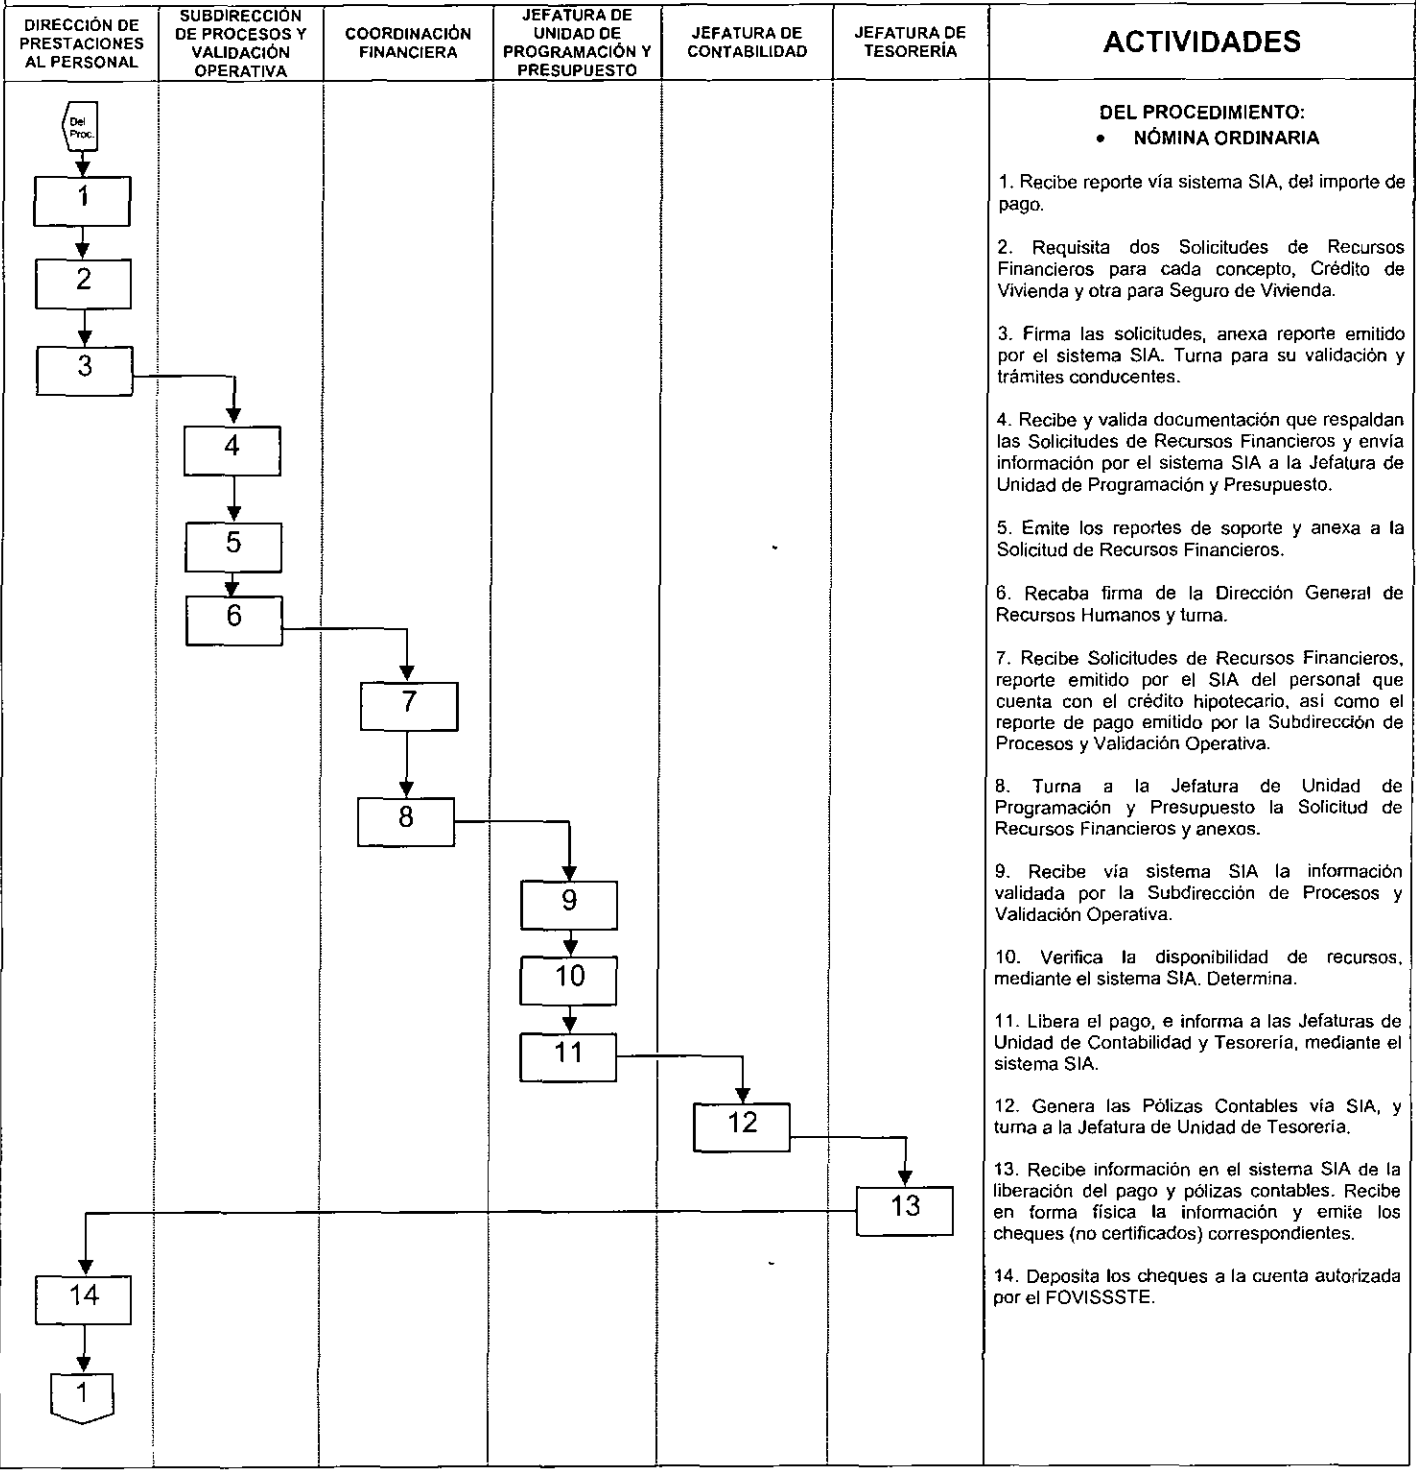 DIRECCIÓN DE
PRESTACIONES
AL PERSONAL
SUBDIRECCIÓN
DE PROCESOS Y
VALIDACIÓN
OPERATIVA
COORDINACIÓN
FINANCIERA
JEFATURA DE
UNIDAD DE
PROGRAMACIÓN Y
PRESUPUESTO
JEFATURA DE
CONTABILIDAD
JEFATURA DE
TESORERÍA
ACTIVIDADES
Del
Proc.
1
2
3
4
5
6
7
8
9
10
11
12
13
14
1
DEL PROCEDIMIENTO:
• NÓMINA ORDINARIA
1. Recibe reporte vía sistema SIA, del importe de
pago.
2. Requisita dos Solicitudes de Recursos
Financieros para cada concepto, Crédito de
Vivienda y otra para Seguro de Vivienda.
3. Firma las solicitudes, anexa reporte emitido
por el sistema SIA. Turna para su validación y
trámites conducentes.
4. Recibe y valida documentación que respaldan
las Solicitudes de Recursos Financieros y envía
información por el sistema SIA a la Jefatura de
Unidad de Programación y Presupuesto.
5. Emite los reportes de soporte y anexa a la
Solicitud de Recursos Financieros.
6. Recaba firma de la Dirección General de
Recursos Humanos y turna.
7. Recibe Solicitudes de Recursos Financieros,
reporte emitido por el SIA del personal que
cuenta con el crédito hipotecario, así como el
reporte de pago emitido por la Subdirección de
Procesos y Validación Operativa.
8. Turna a la Jefatura de Unidad de
Programación y Presupuesto la Solicitud de
Recursos Financieros y anexos.
9. Recibe vía sistema SIA la información
validada por la Subdirección de Procesos y
Validación Operativa.
10. Verifica la disponibilidad de recursos,
mediante el sistema SIA. Determina.
11. Libera el pago, e informa a las Jefaturas de
Unidad de Contabilidad y Tesorería, mediante el
sistema SIA.
12. Genera las Pólizas Contables vía SIA, y
turna a la Jefatura de Unidad de Tesorería.
13. Recibe información en el sistema SIA de la
liberación del pago y pólizas contables. Recibe
en forma física la información y emite los
cheques (no certificados) correspondientes.
14. Deposita los cheques a la cuenta autorizada
por el FOVISSSTE.